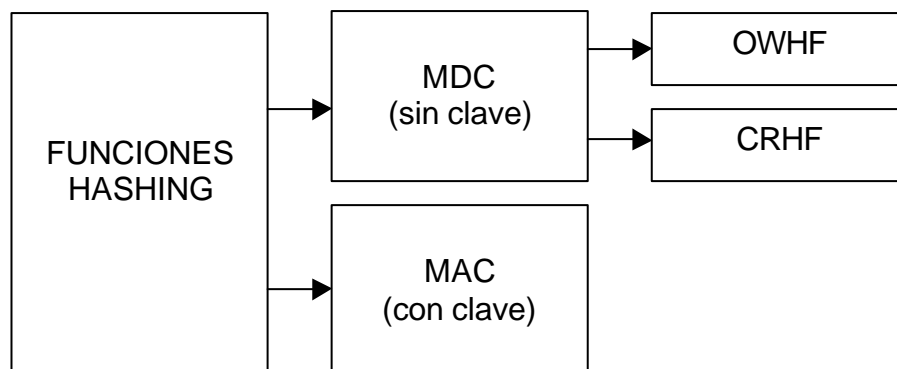 FUNCIONES
HASHING
MDC
(sin clave)
OWHF
CRHF
MAC
(con clave)